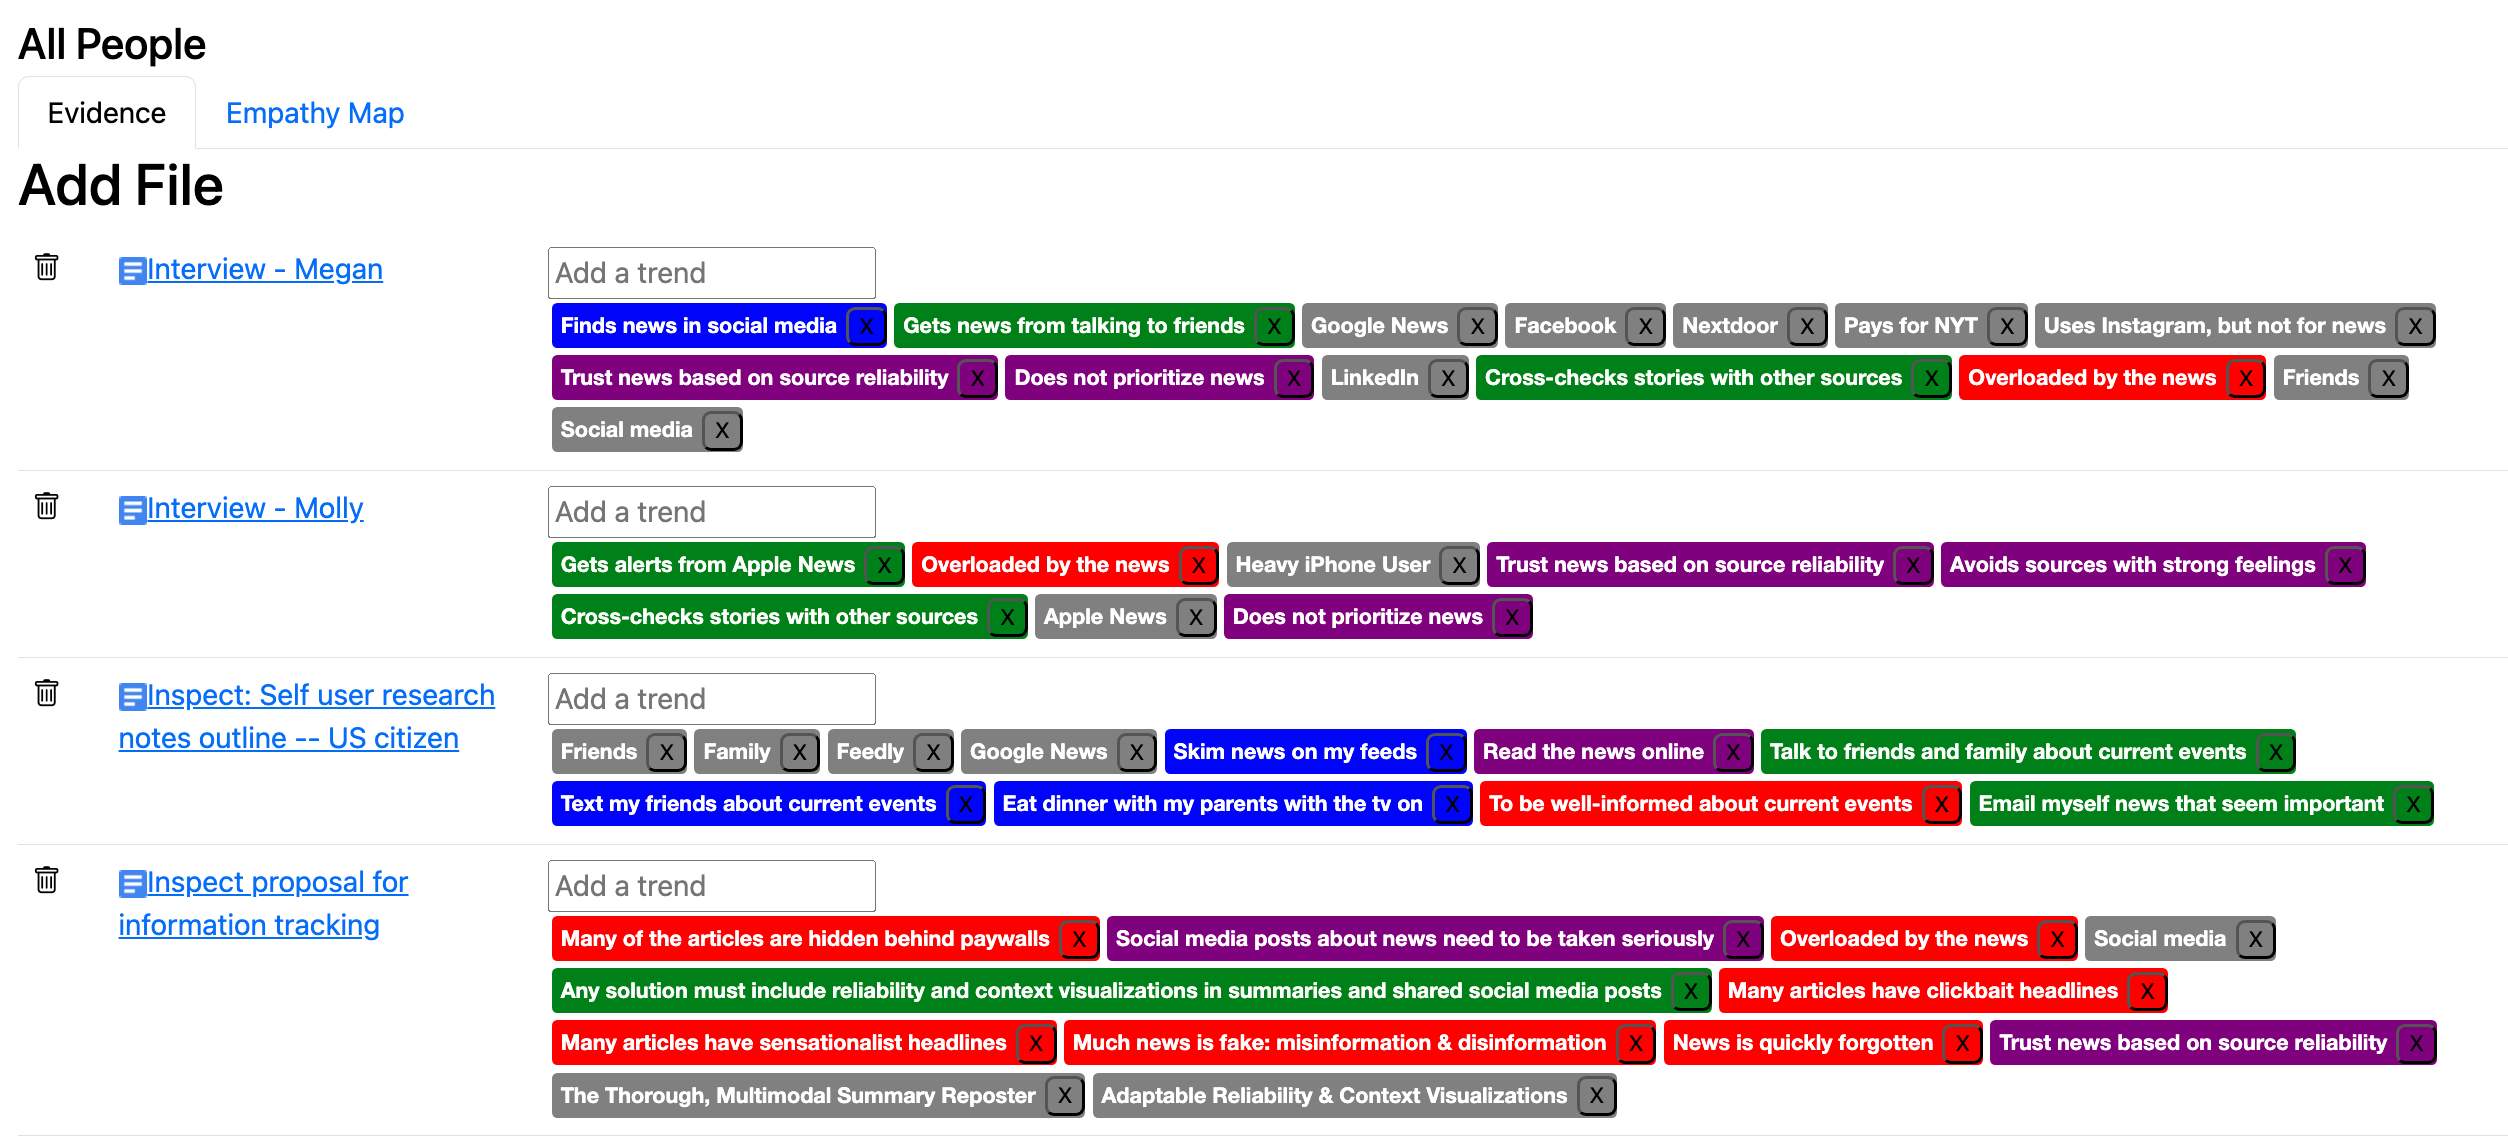 All People
Evidence Empathy Map
Add File
Interview - Megan
Add a trend
Finds news in social media X Gets news from talking to friends X Google News X Facebook X Nextdoor X Pays for NYT X Uses Instagram, but not for news X
Trust news based on source reliability X Does not prioritize news X LinkedIn X Cross-checks stories with other sources X Overloaded by the news X Friends X
Social media X
Interview - Molly
Add a trend
Gets alerts from Apple News X Overloaded by the news X Heavy iPhone User X Trust news based on source reliability X Avoids sources with strong feelings X
Cross-checks stories with other sources X Apple News X Does not prioritize news X
Inspect: Self user research
notes outline -- US citizen
Add a trend
Friends X Family X Feedly X Google News X Skim news on my feeds X Read the news online X Talk to friends and family about current events X
Text my friends about current events X Eat dinner with my parents with the tv on X To be well-informed about current events X Email myself news that seem important X
Inspect proposal for
information tracking
Add a trend
Many of the articles are hidden behind paywalls X Social media posts about news need to be taken seriously X Overloaded by the news X Social media X
Any solution must include reliability and context visualizations in summaries and shared social media posts X Many articles have clickbait headlines X
Many articles have sensationalist headlines X Much news is fake: misinformation & disinformation X News is quickly forgotten X Trust news based on source reliability X
The Thorough, Multimodal Summary Reposter X Adaptable Reliability & Context Visualizations X